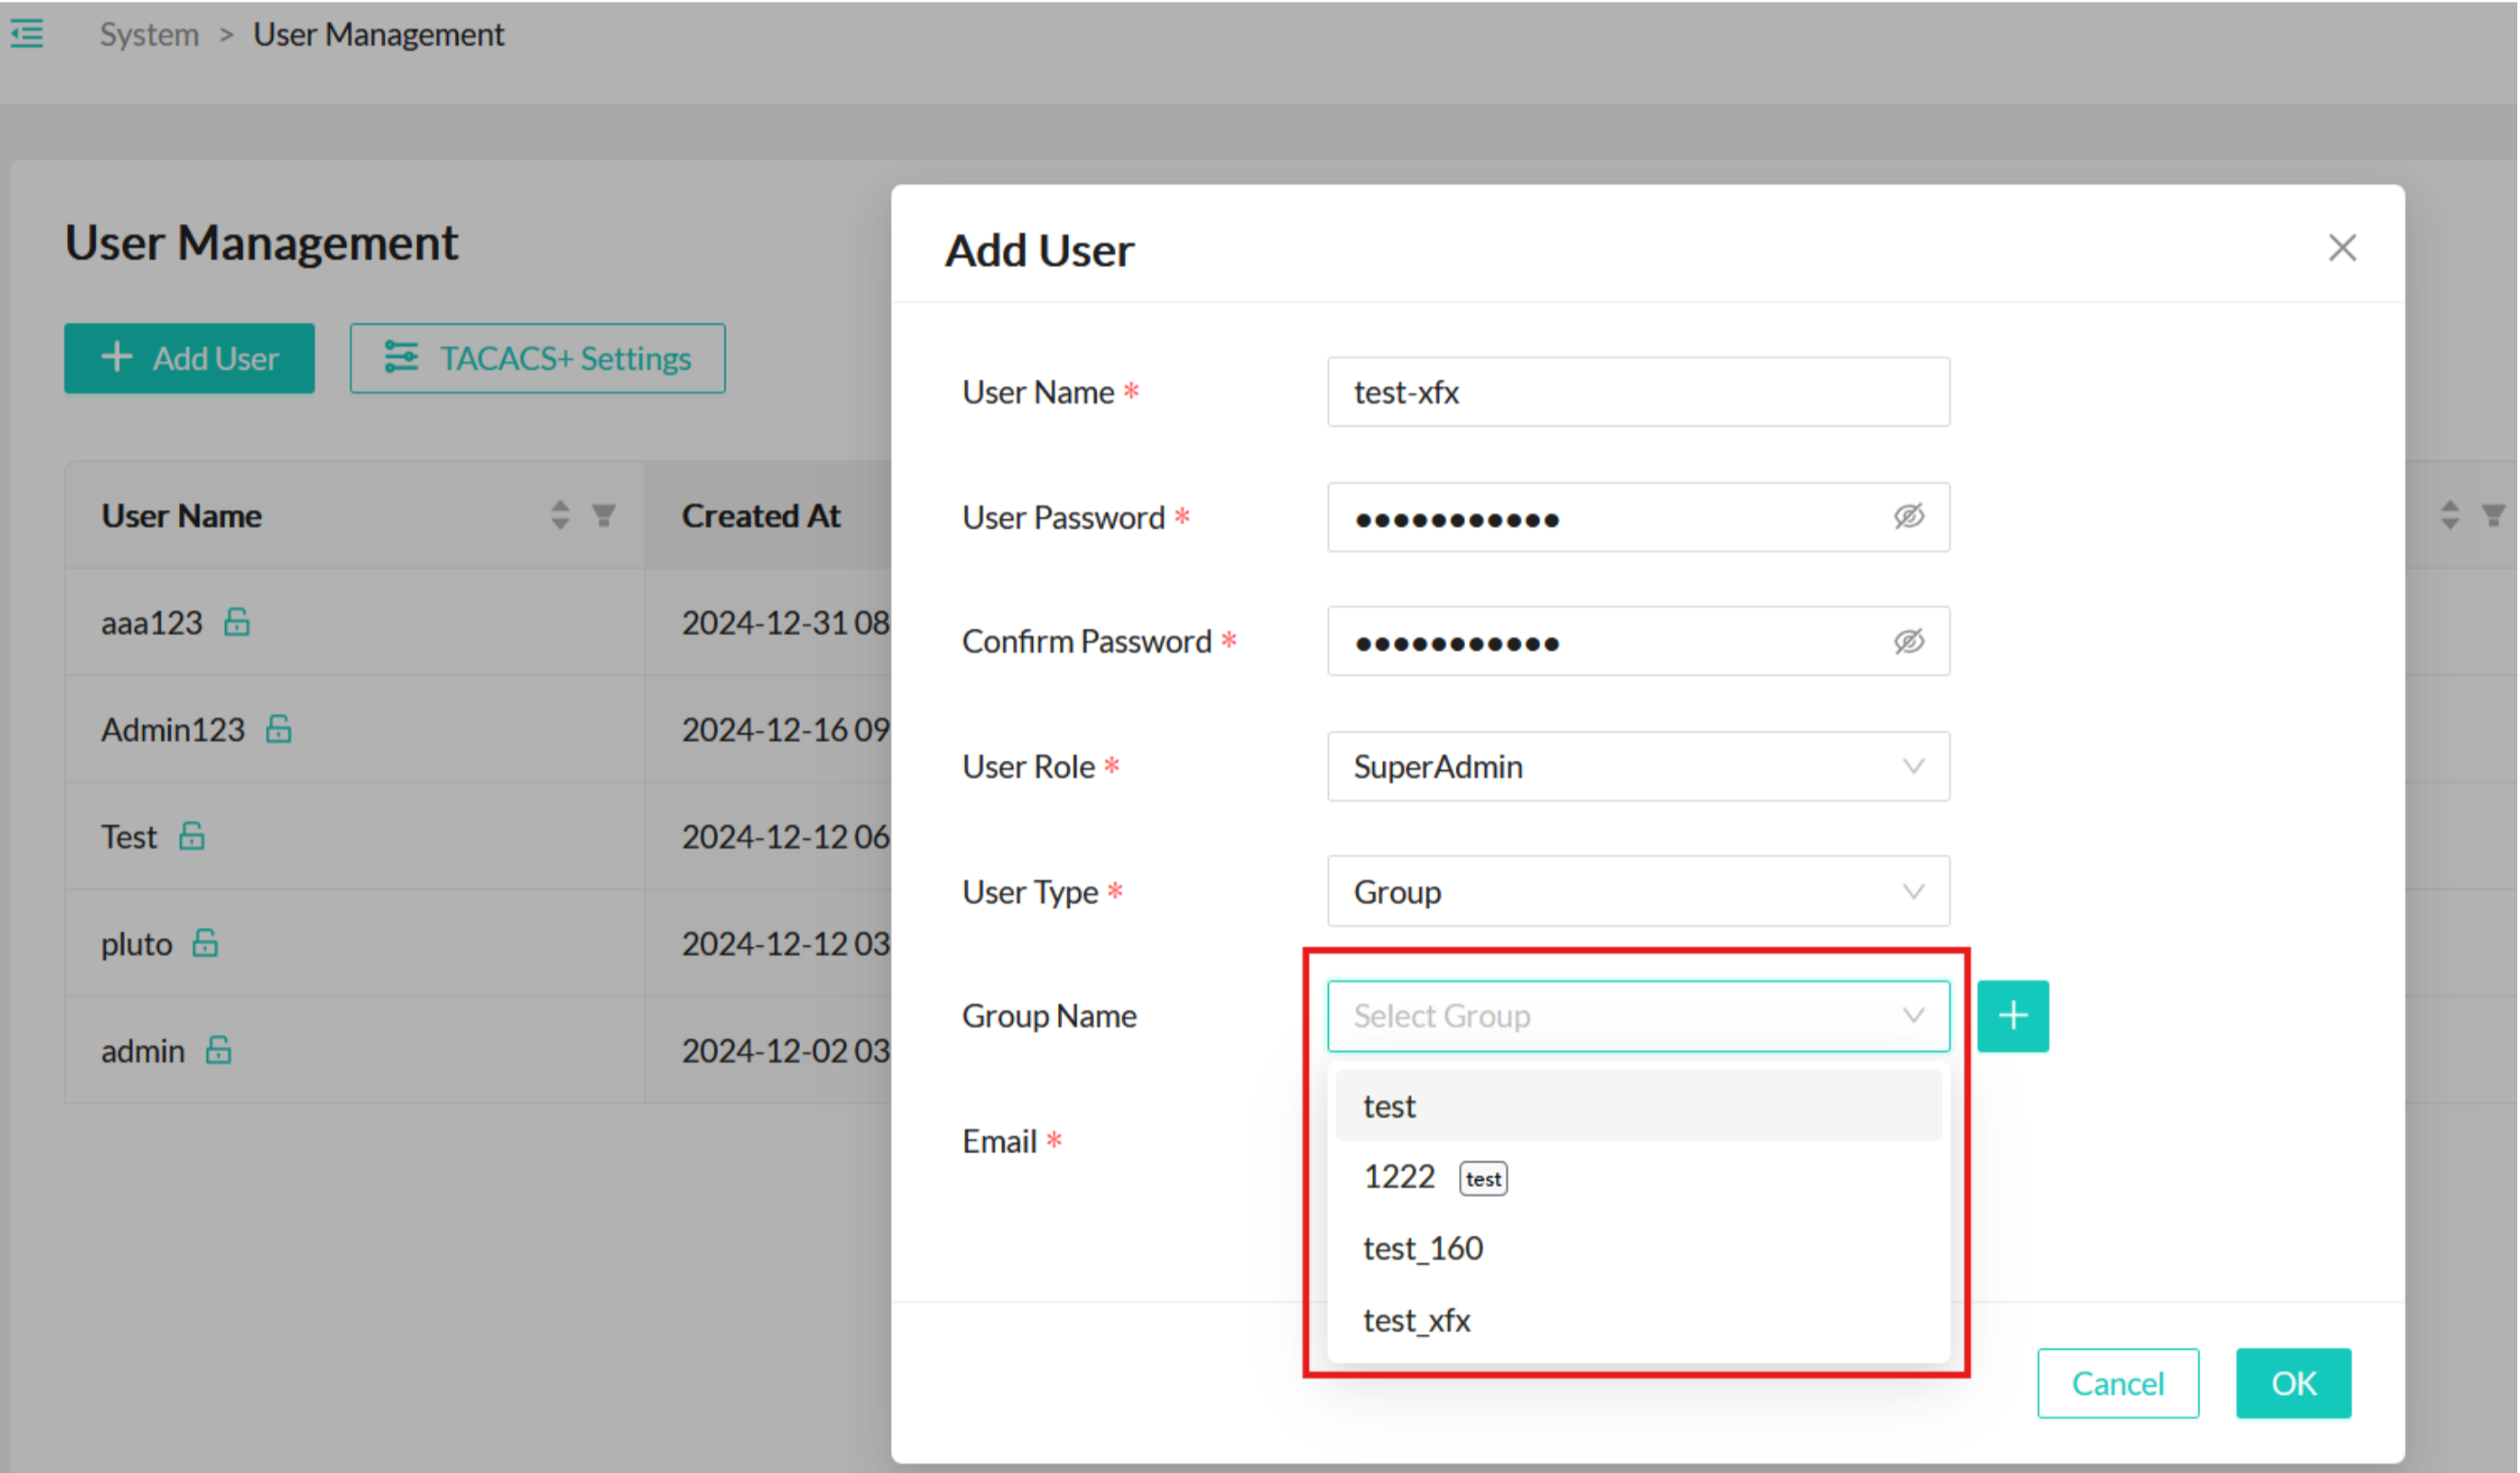 System > User Management
User Management
+ Add User
TACACS+ Settings
User Name
Created At
aaa123
2024-12-31 08
Admin123
2024-12-16 09
Test
2024-12-12 06
pluto
2024-12-12 03
admin
2024-12-02 03
Add User
User Name *
test-xfx
User Password *
•••••••••••
Confirm Password *
•••••••••••
User Role *
SuperAdmin
User Type *
Group
Group Name
Select Group
+
test
1222 test
test_160
test_xfx
Email *
Cancel
OK